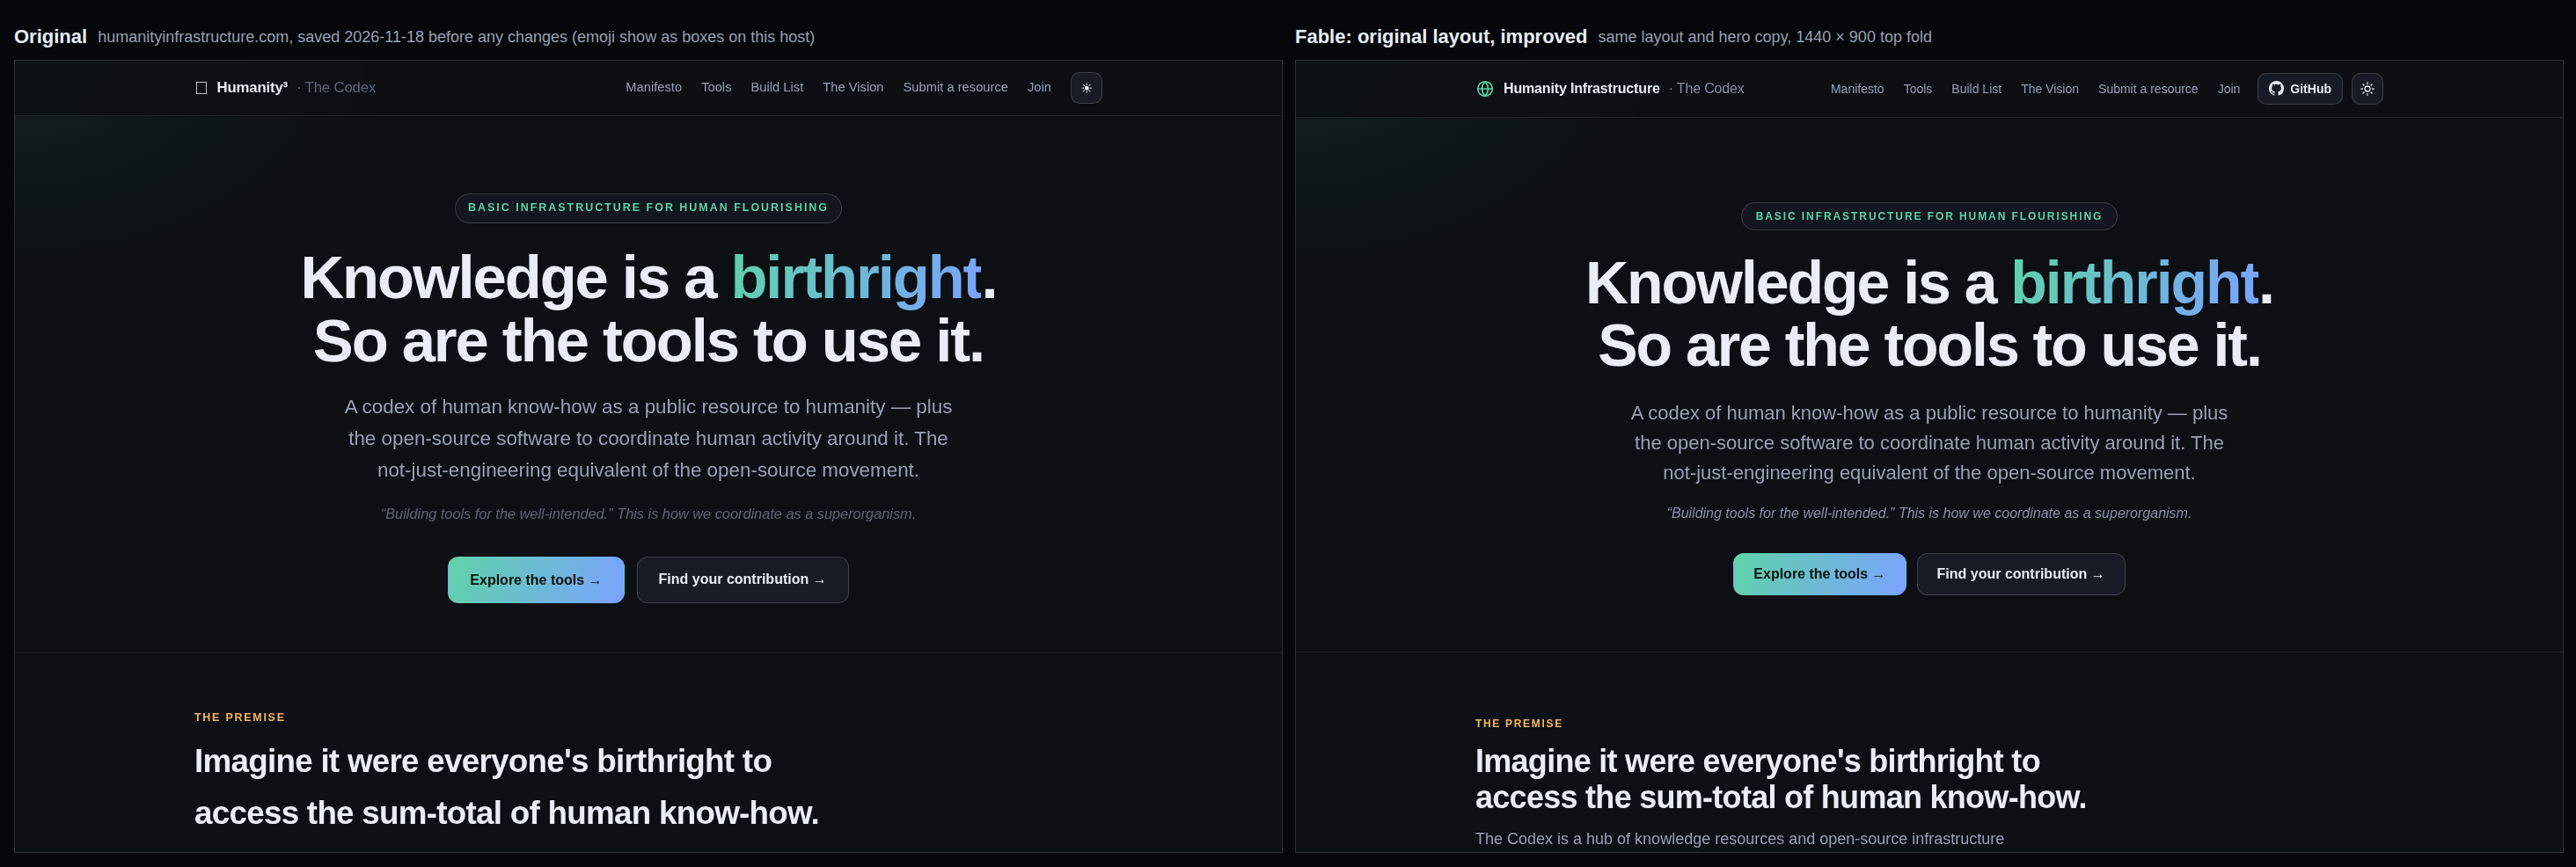 Original humanityinfrastructure.com, saved 2026-11-18 before any changes (emoji show as boxes on this host)
Humanity³ · The Codex Manifesto Tools Build List The Vision Submit a resource Join
BASIC INFRASTRUCTURE FOR HUMAN FLOURISHING
Knowledge is a birthright.
So are the tools to use it.
A codex of human know-how as a public resource to humanity — plus
the open-source software to coordinate human activity around it. The
not-just-engineering equivalent of the open-source movement.
“Building tools for the well-intended.” This is how we coordinate as a superorganism.
Explore the tools → Find your contribution →
THE PREMISE
Imagine it were everyone's birthright to
access the sum-total of human know-how.
Fable: original layout, improved same layout and hero copy, 1440 × 900 top fold
Humanity Infrastructure · The Codex Manifesto Tools Build List The Vision Submit a resource Join GitHub
BASIC INFRASTRUCTURE FOR HUMAN FLOURISHING
Knowledge is a birthright.
So are the tools to use it.
A codex of human know-how as a public resource to humanity — plus
the open-source software to coordinate human activity around it. The
not-just-engineering equivalent of the open-source movement.
“Building tools for the well-intended.” This is how we coordinate as a superorganism.
Explore the tools → Find your contribution →
THE PREMISE
Imagine it were everyone's birthright to
access the sum-total of human know-how.
The Codex is a hub of knowledge resources and open-source infrastructure